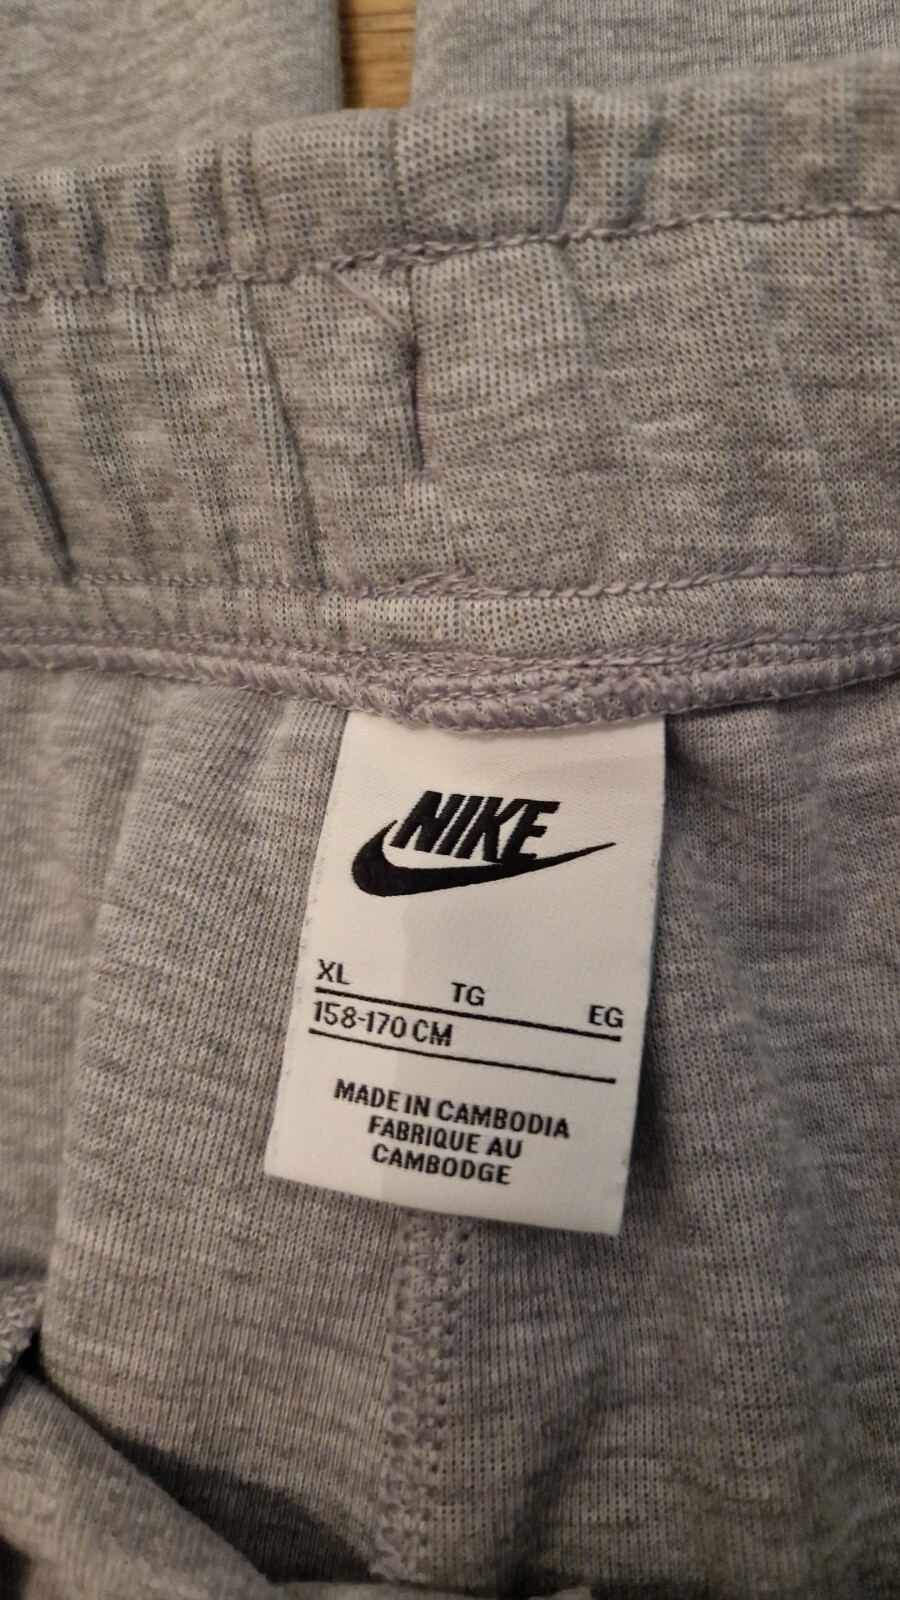 NIKE
XL TG EG
158-170 CM
MADE IN CAMBODIA
FABRIQUE AU
CAMBODGE